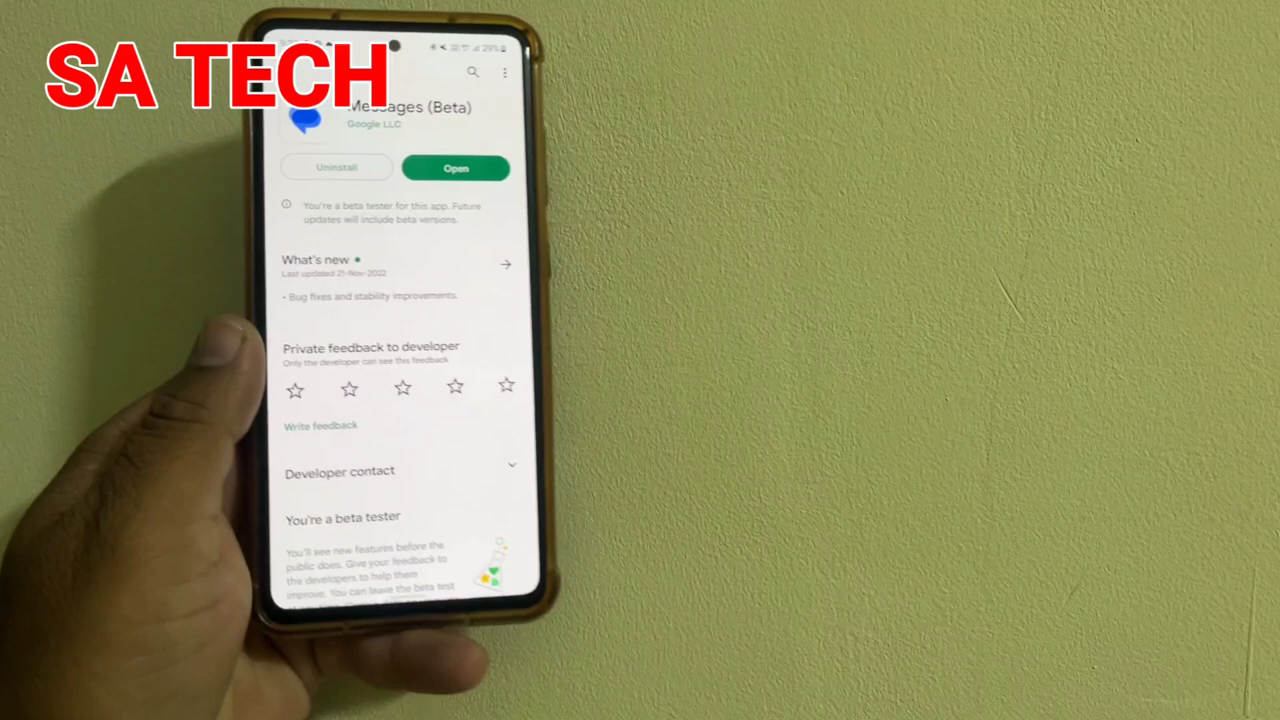 SA TECH
29%
Messages (Beta)
Google LLC
Uninstall
Open
You're a beta tester for this app. Future
updates will include beta versions.
What's new
Last updated 21-Nov-2022
• Bug fixes and stability improvements.
Private feedback to developer
Only the developer can see this feedback
Write feedback
Developer contact
You're a beta tester
You'll see new features before the
public does. Give your feedback to
the developers to help them
improve. You can leave the beta test